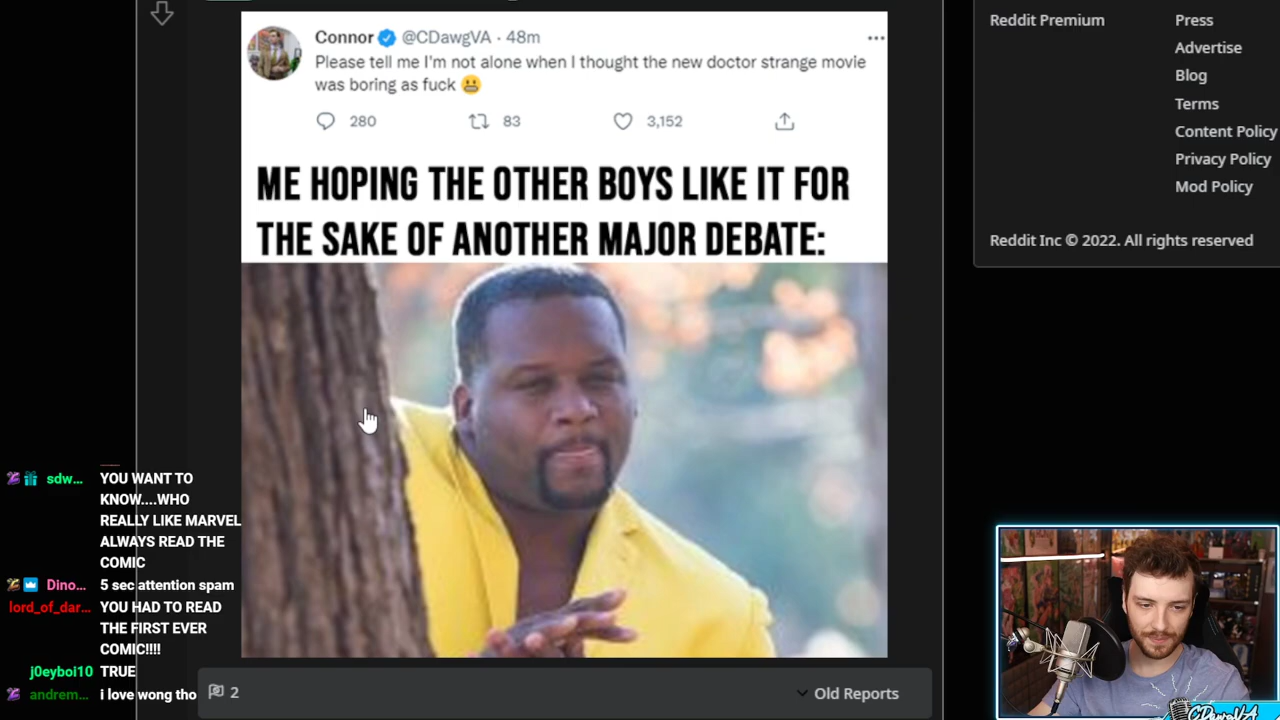 Connor @CDawgVA · 48m
Please tell me I'm not alone when I thought the new doctor strange movie
was boring as fuck 😬
280 83 3,152
ME HOPING THE OTHER BOYS LIKE IT FOR
THE SAKE OF ANOTHER MAJOR DEBATE:
2
Old Reports
Reddit Premium
Press
Advertise
Blog
Terms
Content Policy
Privacy Policy
Mod Policy
Reddit Inc © 2022. All rights reserved
sdw... YOU WANT TO
KNOW....WHO
REALLY LIKE MARVEL
ALWAYS READ THE
COMIC
Dino... 5 sec attention spam
lord_of_dar... YOU HAD TO READ
THE FIRST EVER
COMIC!!!!
j0eyboi10 TRUE
andrem... i love wong tho
CDawgVA